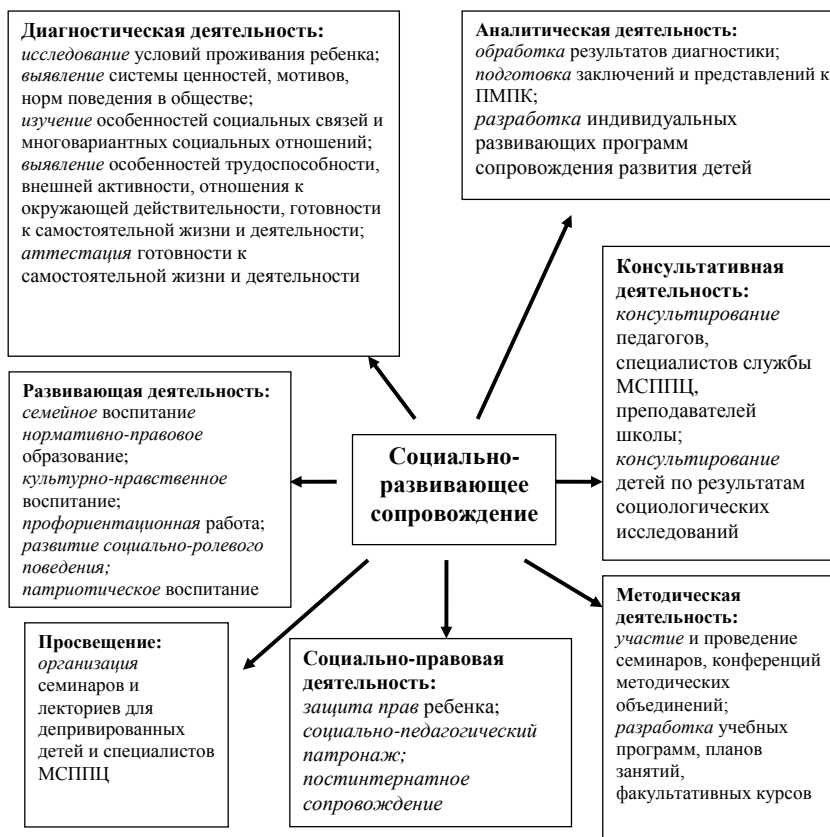 Диагностическая деятельность:
исследование условий проживания ребенка;
выявление системы ценностей, мотивов,
норм поведения в обществе;
изучение особенностей социальных связей и
многовариантных социальных отношений;
выявление особенностей трудоспособности,
внешней активности, отношения к
окружающей действительности, готовности
к самостоятельной жизни и деятельности;
аттестация готовности к
самостоятельной жизни и деятельности
Аналитическая деятельность:
обработка результатов диагностики;
подготовка заключений и представлений к
ПМПК;
разработка индивидуальных
развивающих программ
сопровождения развития детей
Консультативная
деятельность:
консультирование
педагогов,
специалистов службы
МСППЦ,
преподавателей
школы;
консультирование
детей по результатам
социологических
исследований
Развивающая деятельность:
семейное воспитание
нормативно-правовое
образование;
культурно-нравственное
воспитание;
профориентационная работа;
развитие социально-ролевого
поведения;
патриотическое воспитание
Социально-
развивающее
сопровождение
Просвещение:
организация
семинаров и
лекториев для
депривированных
детей и специалистов
МСППЦ
Социально-правовая
деятельность:
защита прав ребенка;
социально-педагогический
патронаж;
постинтернатное
сопровождение
Методическая
деятельность:
участие и проведение
семинаров, конференций
методических
объединений;
разработка учебных
программ, планов
занятий,
факультативных курсов